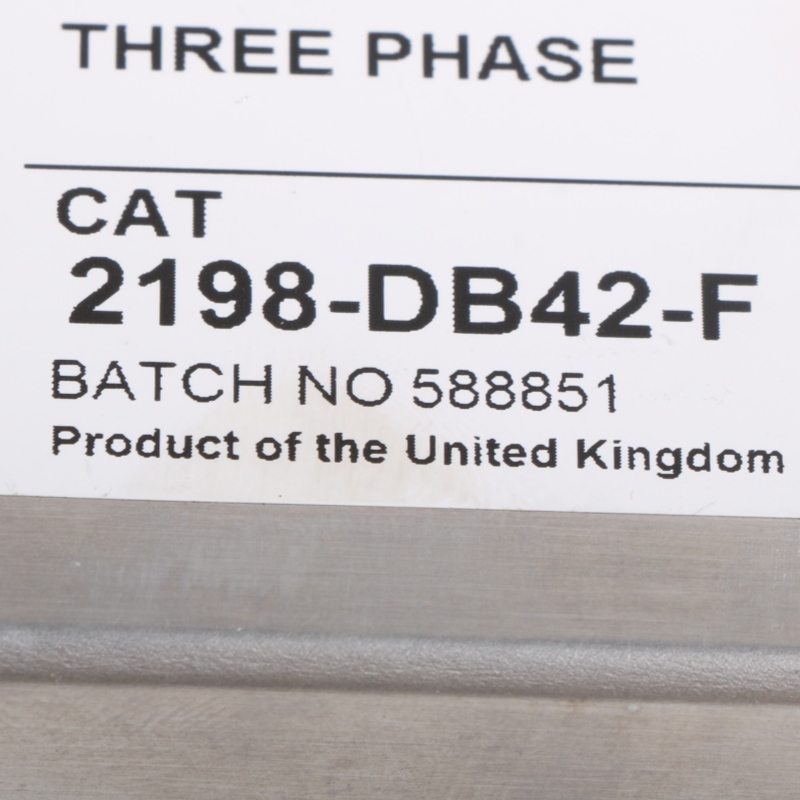 THREE PHASE
CAT
2198-DB42-F
BATCH NO 588851
Product of the United Kingdom